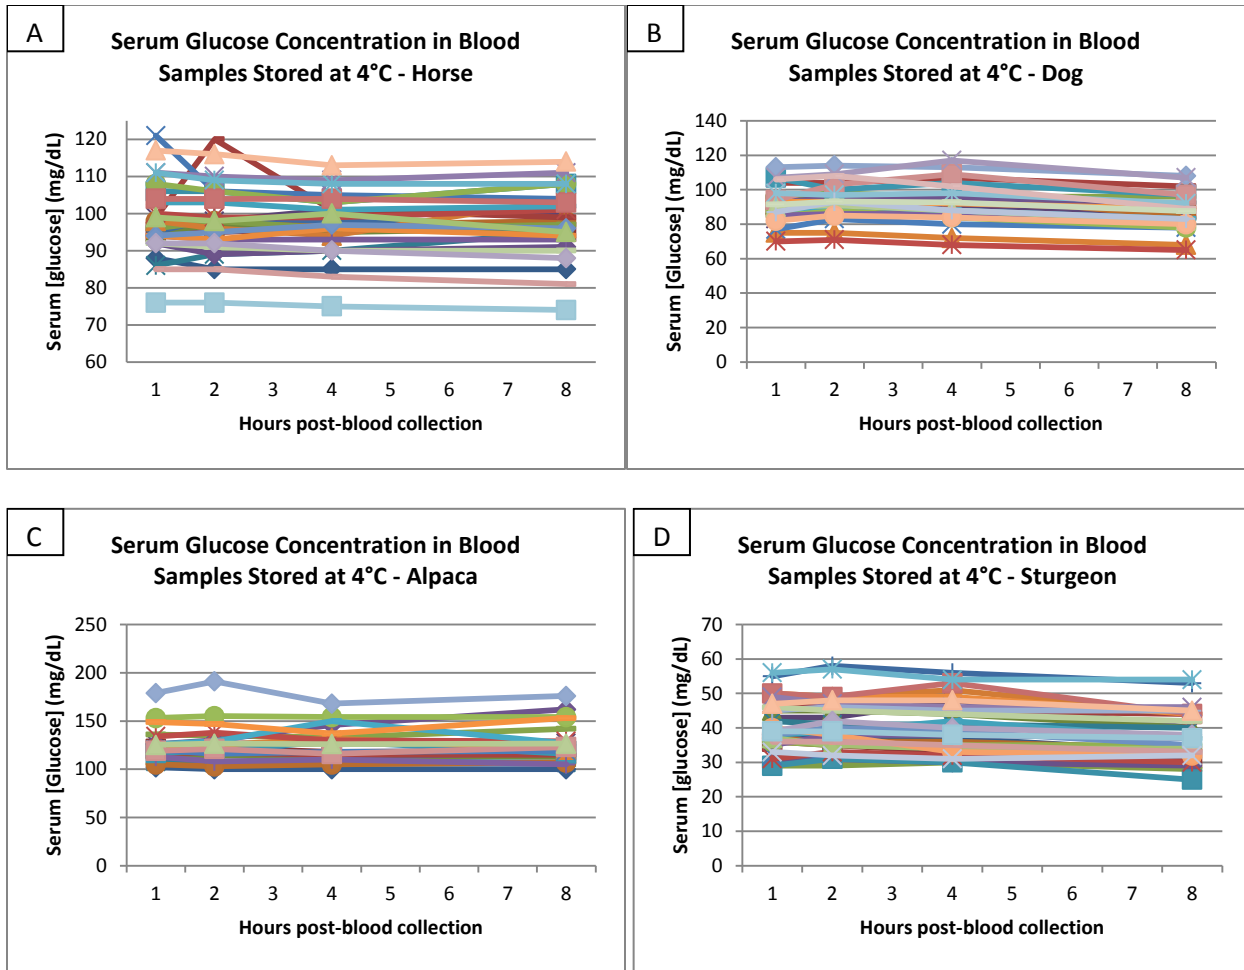 A
Serum Glucose Concentration in Blood
Samples Stored at 4°C - Horse
Serum [glucose] (mg/dL)
120
110
100
90
80
70
60
1 2 3 4 5 6 7 8
Hours post-blood collection
B
Serum Glucose Concentration in Blood
Samples Stored at 4°C - Dog
Serum [Glucose] (mg/dL)
140
120
100
80
60
40
20
0
1 2 3 4 5 6 7 8
Hours post-blood collection
C
Serum Glucose Concentration in Blood
Samples Stored at 4°C - Alpaca
Serum [glucose] (mg/dL)
250
200
150
100
50
0
1 2 3 4 5 6 7 8
Hours post-blood collection
D
Serum Glucose Concentration in Blood
Samples Stored at 4°C - Sturgeon
Serum [glucose] (mg/dL)
70
60
50
40
30
20
10
0
1 2 3 4 5 6 7 8
Hours post-blood collection